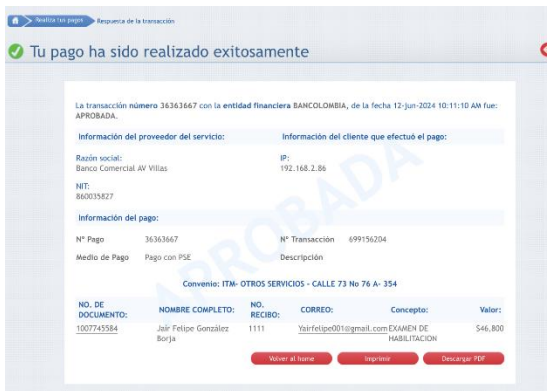 Realiza tus pagos
Respuesta de la transacción
Tu pago ha sido realizado exitosamente
La transacción número 36363667 con la entidad financiera BANCOLOMBIA, de la fecha 12-jun-2024 10:11:10 AM fue:
APROBADA.
Información del proveedor del servicio:
Información del cliente que efectuó el pago:
Razón social:
Banco Comercial AV Villas
IP:
192.168.2.86
NIT:
860035827
Información del pago:
Nº Pago 36363667 Nº Transacción 699156204
Medio de Pago Pago con PSE Descripción
Convenio: ITM- OTROS SERVICIOS - CALLE 73 No 76 A- 354
NO. DE DOCUMENTO: NOMBRE COMPLETO: NO. RECIBO: CORREO: Concepto: Valor:
1007745584 Jair Felipe González Borja 1111 Yairfelipe001@gmail.com EXAMEN DE HABILITACION $46,800
Volver al home Imprimir Descargar PDF
APROBADA